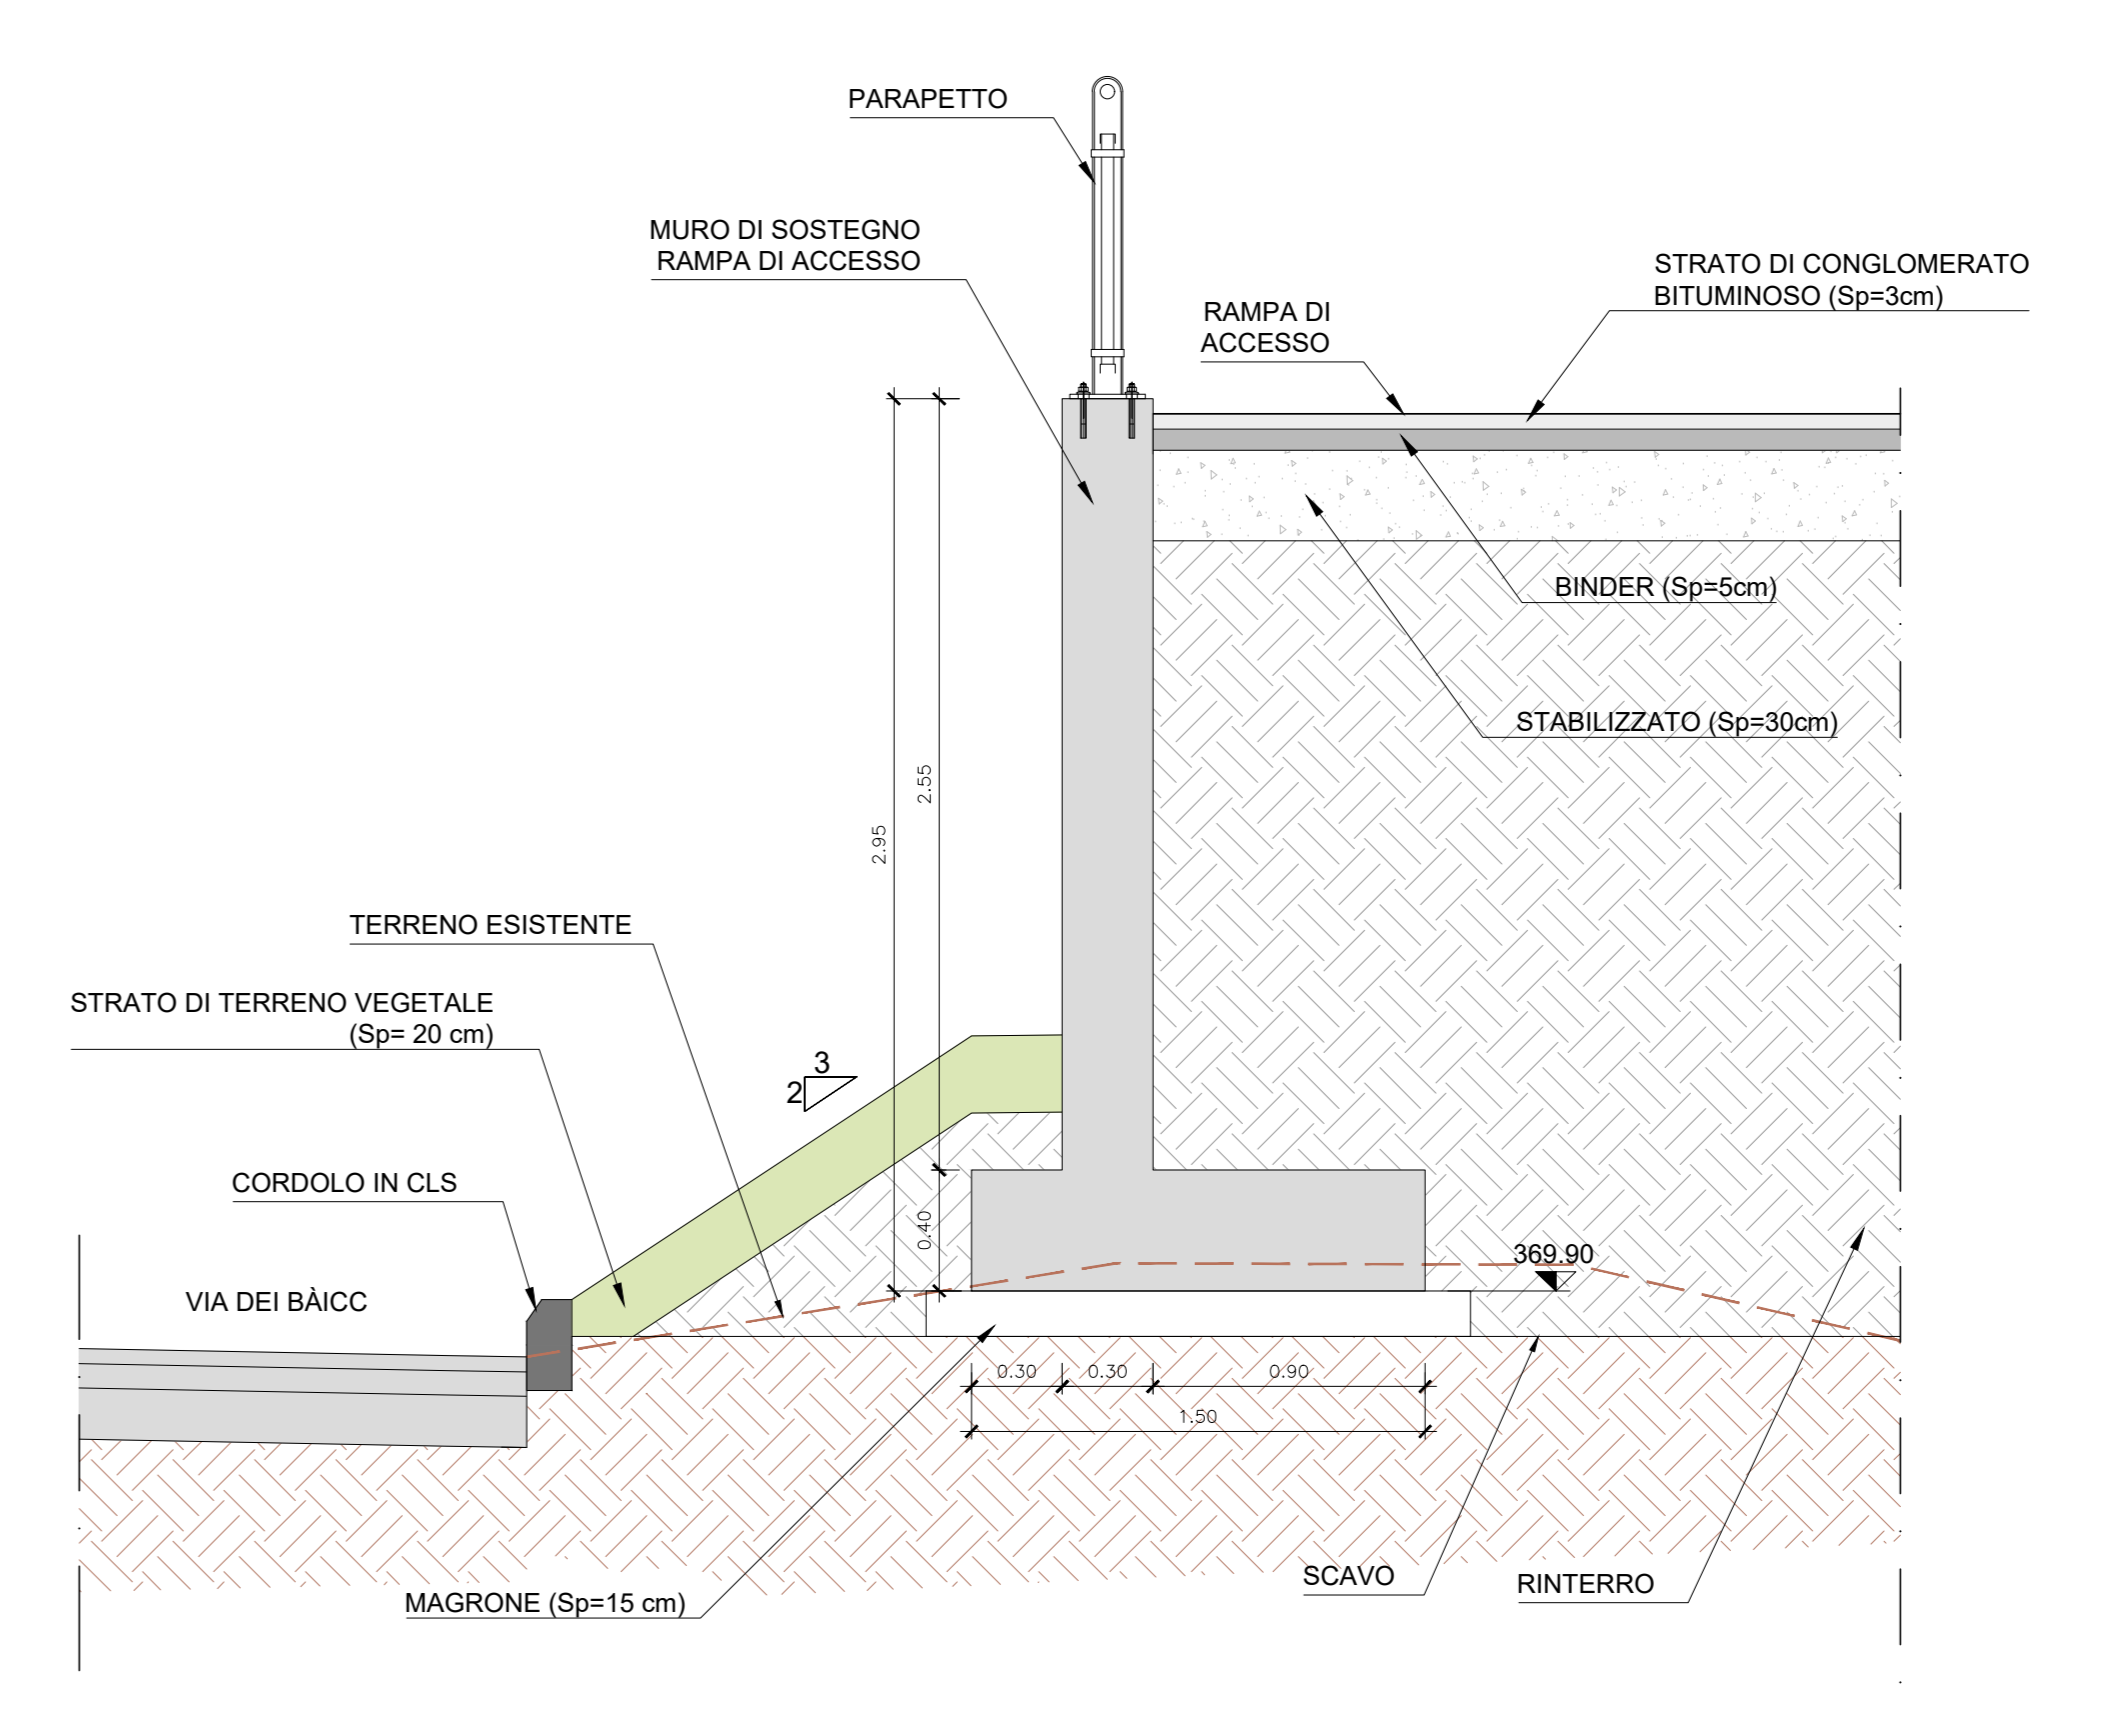 PARAPETTO
MURO DI SOSTEGNO
RAMPA DI ACCESSO
STRATO DI CONGLOMERATO
BITUMINOSO (Sp=3cm)
RAMPA DI
ACCESSO
BINDER (Sp=5cm)
STABILIZZATO (Sp=30cm)
2.55
2.95
TERRENO ESISTENTE
STRATO DI TERRENO VEGETALE
(Sp= 20 cm)
3
2
CORDOLO IN CLS
0.40
369.90
VIA DEI BÀICC
0.30
0.30
0.90
1.50
SCAVO
RINTERRO
MAGRONE (Sp=15 cm)